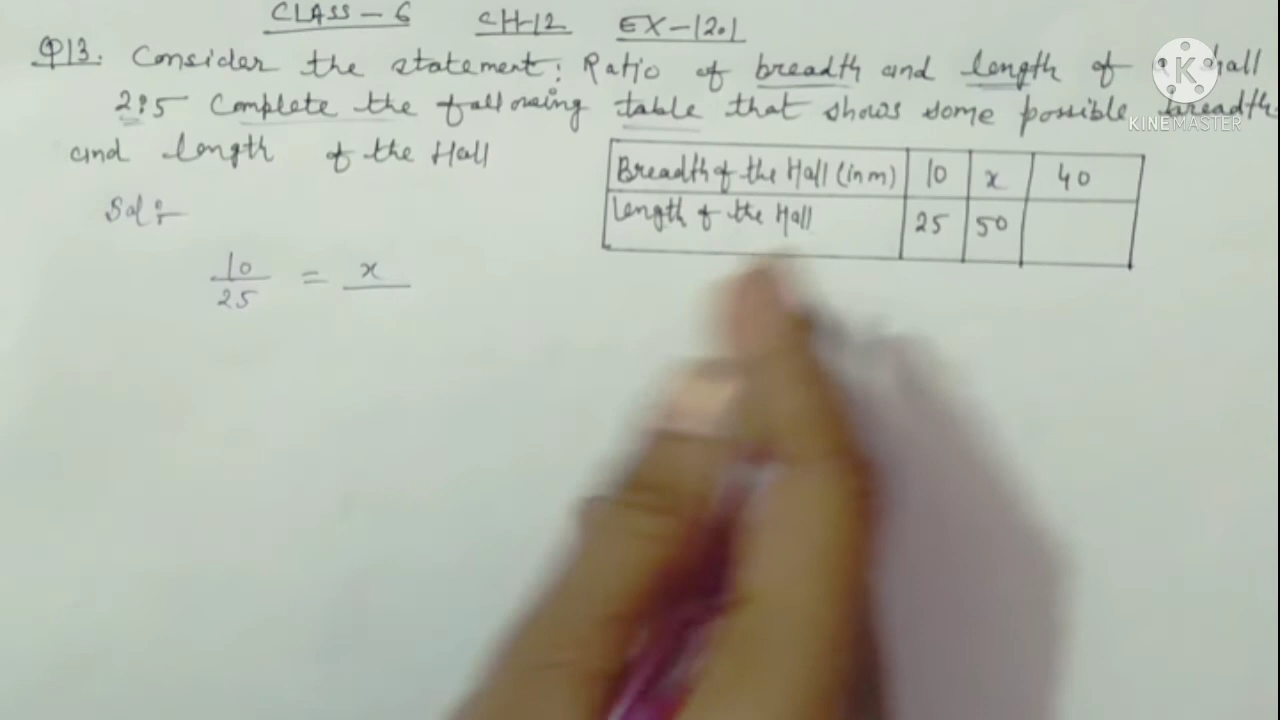 CLASS - 6 CH-12 EX-12.1
Q13. Consider the statement: Ratio of breadth and length of hall
2:5 Complete the following table that shows some possible breadth
and length of the Hall
Breadth of the Hall (in m) 10 x 40
Length of the Hall 25 50
Sol:-
10/25 = x
K
KINEMASTER